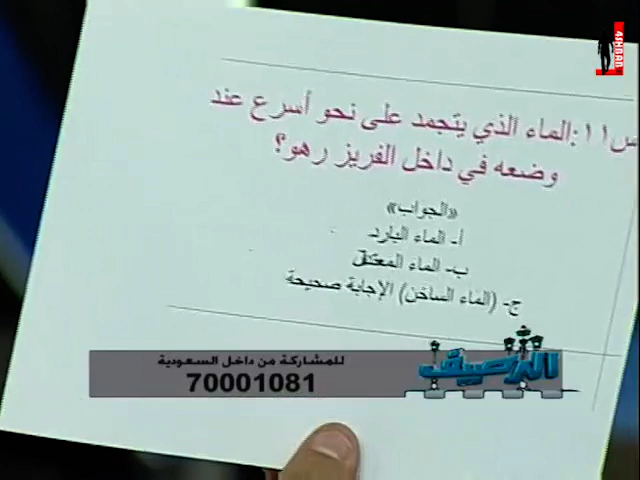 س١١:الماء الذي يتجمد على نحو أسرع عند
وضعه في داخل الفريز رهو؟
«الجواب»
أ- الماء البارد
ب- الماء المعتدل
ج- (الماء الساخن) الإجابة صحيحة
للمشاركة من داخل السعودية
70001081
الرصيف